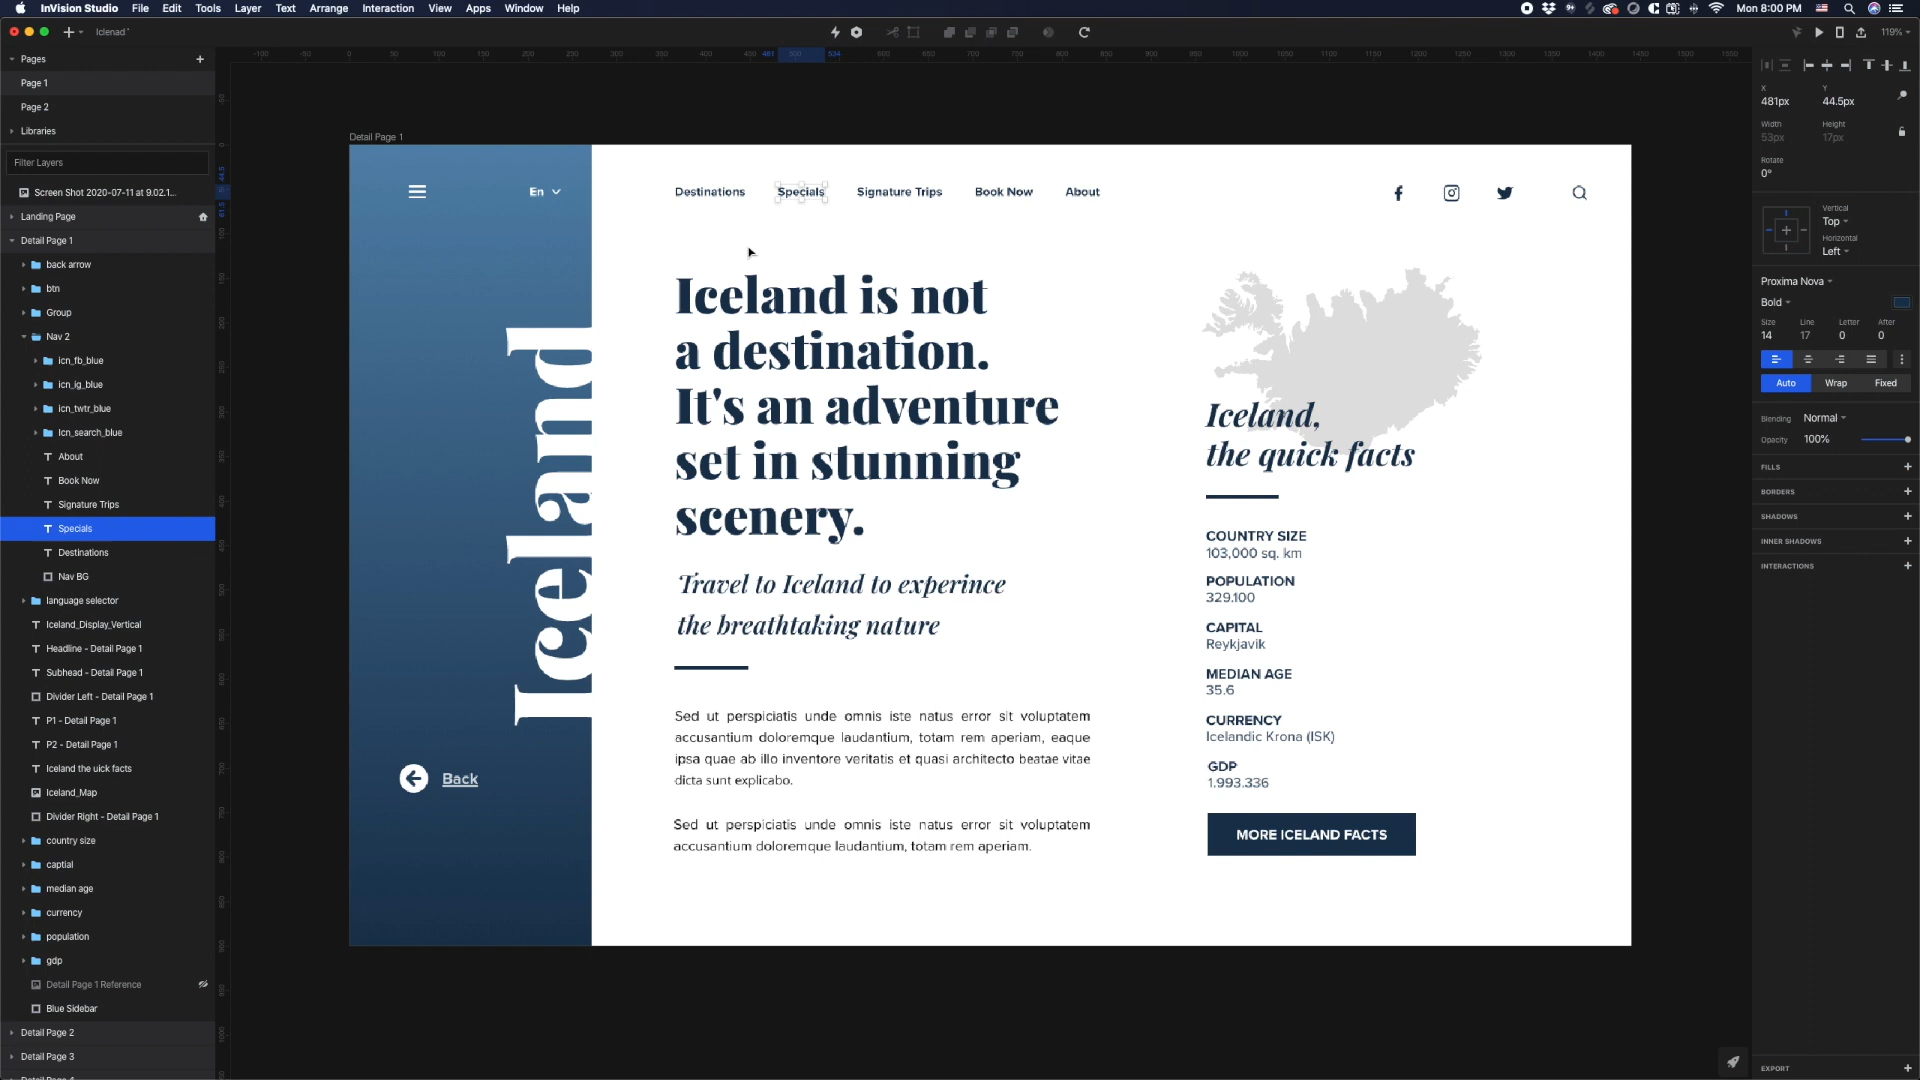 InVision Studio File Edit Tools Layer Text Arrange Interaction View Apps Window Help
Mon 8:00 PM
Iclenad
119%
Pages
Page 1
Page 2
Libraries
Filter Layers
Screen Shot 2020-07-11 at 9.02.1...
Landing Page
Detail Page 1
back arrow
btn
Group
Nav 2
icn_fb_blue
icn_ig_blue
icn_twtr_blue
Icn_search_blue
About
Book Now
Signature Trips
Specials
Destinations
Nav BG
language selector
Iceland_Display_Vertical
Headline - Detail Page 1
Subhead - Detail Page 1
Divider Left - Detail Page 1
P1 - Detail Page 1
P2 - Detail Page 1
Iceland the uick facts
Iceland_Map
Divider Right - Detail Page 1
country size
captial
median age
currency
population
gdp
Detail Page 1 Reference
Blue Sidebar
Detail Page 2
Detail Page 3
Detail Page 1
En
Iceland
Back
Destinations Specials Signature Trips Book Now About
Iceland is not
a destination.
It's an adventure
set in stunning
scenery.
Travel to Iceland to experince
the breathtaking nature
Sed ut perspiciatis unde omnis iste natus error sit voluptatem
accusantium doloremque laudantium, totam rem aperiam, eaque
ipsa quae ab illo inventore veritatis et quasi architecto beatae vitae
dicta sunt explicabo.
Sed ut perspiciatis unde omnis iste natus error sit voluptatem
accusantium doloremque laudantium, totam rem aperiam.
Iceland,
the quick facts
COUNTRY SIZE
103,000 sq. km
POPULATION
329.100
CAPITAL
Reykjavik
MEDIAN AGE
35.6
CURRENCY
Icelandic Krona (ISK)
GDP
1.993.336
MORE ICELAND FACTS
X Y
481px 44.5px
Width Height
53px 17px
Rotate
0°
Vertical
Top
Horizontal
Left
Proxima Nova
Bold
Size Line Letter After
14 17 0 0
Auto Wrap Fixed
Blending Normal
Opacity 100%
FILLS
BORDERS
SHADOWS
INNER SHADOWS
INTERACTIONS
EXPORT